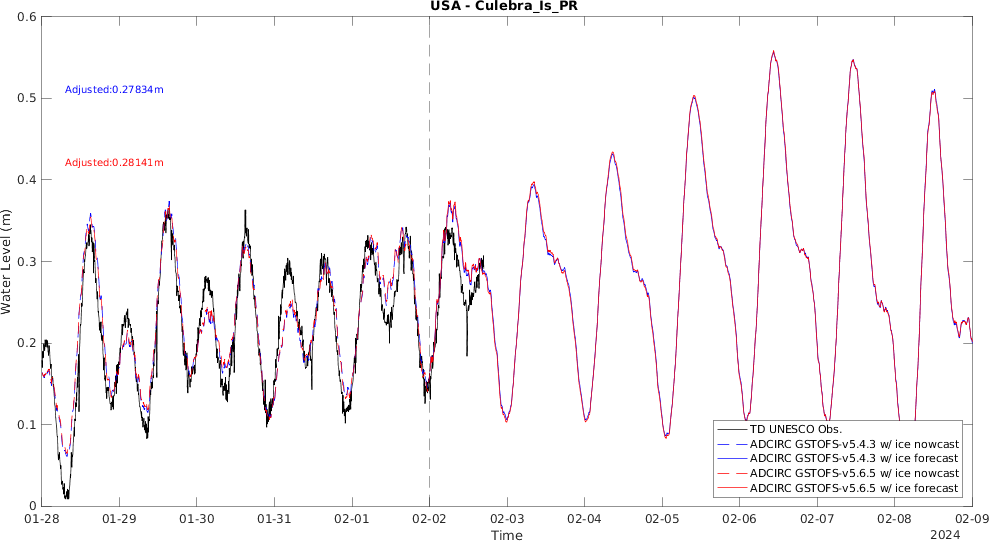 USA - Culebra_Is_PR
0.6
0.5
0.4
0.3
0.2
0.1
0
Water Level (m)
Adjusted:0.27834m
Adjusted:0.28141m
TD UNESCO Obs.
ADCIRC GSTOFS-v5.4.3 w/ ice nowcast
ADCIRC GSTOFS-v5.4.3 w/ ice forecast
ADCIRC GSTOFS-v5.6.5 w/ ice nowcast
ADCIRC GSTOFS-v5.6.5 w/ ice forecast
01-28 01-29 01-30 01-31 02-01 02-02 02-03 02-04 02-05 02-06 02-07 02-08 02-09
Time
2024